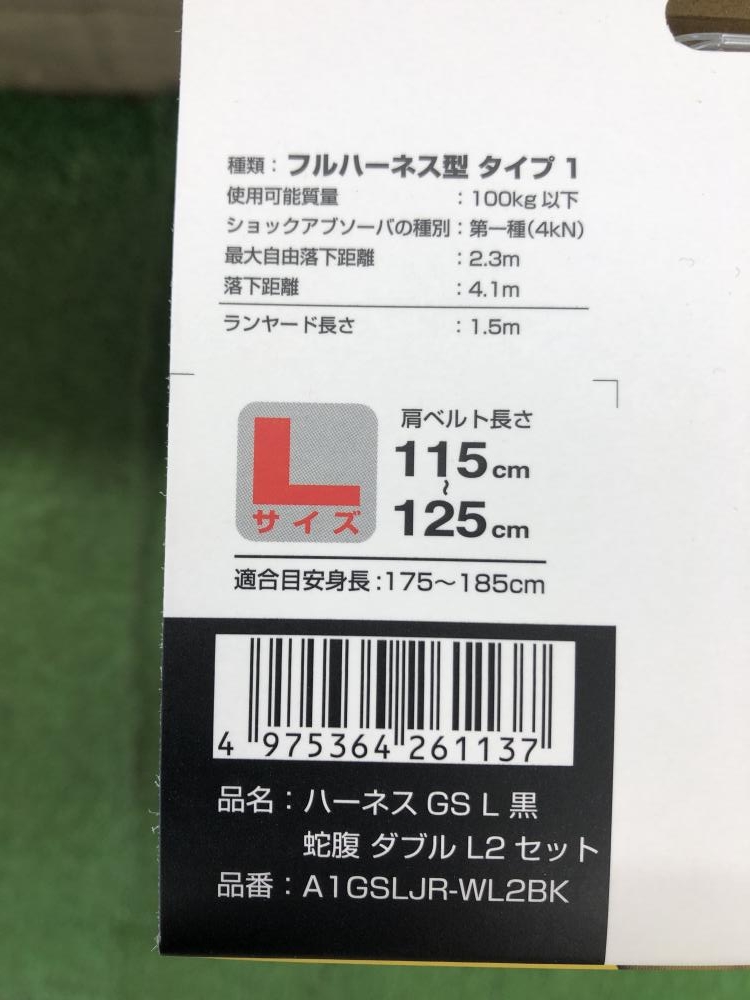 種類：フルハーネス型 タイプ 1
使用可能質量　：100kg以下
ショックアブソーバの種別：第一種(4kN)
最大自由落下距離　：2.3m
落下距離　：4.1m
ランヤード長さ　：1.5m
L
サイズ
肩ベルト長さ
115cm
～
125cm
適合目安身長：175～185cm
4 975364 261137
品名：ハーネス GS L 黒
蛇腹 ダブル L2 セット
品番：A1GSLJR-WL2BK